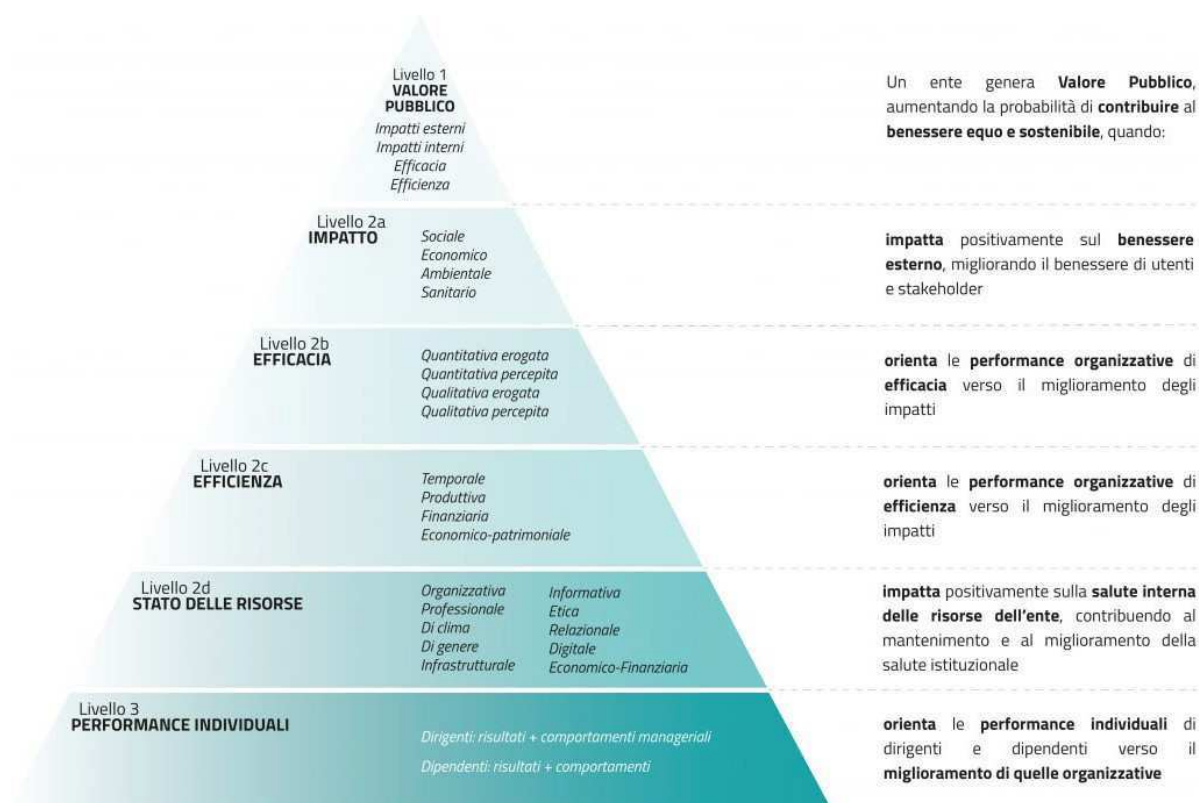 Livello 1
VALORE
PUBBLICO
Impatti esterni
Impatti interni
Efficacia
Efficienza
Un ente genera Valore Pubblico,
aumentando la probabilità di contribuire al
benessere equo e sostenibile, quando:
Livello 2a
IMPATTO
Sociale
Economico
Ambientale
Sanitario
impatta positivamente sul benessere
esterno, migliorando il benessere di utenti
e stakeholder
Livello 2b
EFFICACIA
Quantitativa erogata
Quantitativa percepita
Qualitativa erogata
Qualitativa percepita
orienta le performance organizzative di
efficacia verso il miglioramento degli
impatti
Livello 2c
EFFICIENZA
Temporale
Produttiva
Finanziaria
Economico-patrimoniale
orienta le performance organizzative di
efficienza verso il miglioramento degli
impatti
Livello 2d
STATO DELLE RISORSE
Organizzativa
Professionale
Di clima
Di genere
Infrastrutturale
Informativa
Etica
Relazionale
Digitale
Economico-Finanziaria
impatta positivamente sulla salute interna
delle risorse dell'ente, contribuendo al
mantenimento e al miglioramento della
salute istituzionale
Livello 3
PERFORMANCE INDIVIDUALI
Dirigenti: risultati + comportamenti manageriali
Dipendenti: risultati + comportamenti
orienta le performance individuali di
dirigenti e dipendenti verso il
miglioramento di quelle organizzative